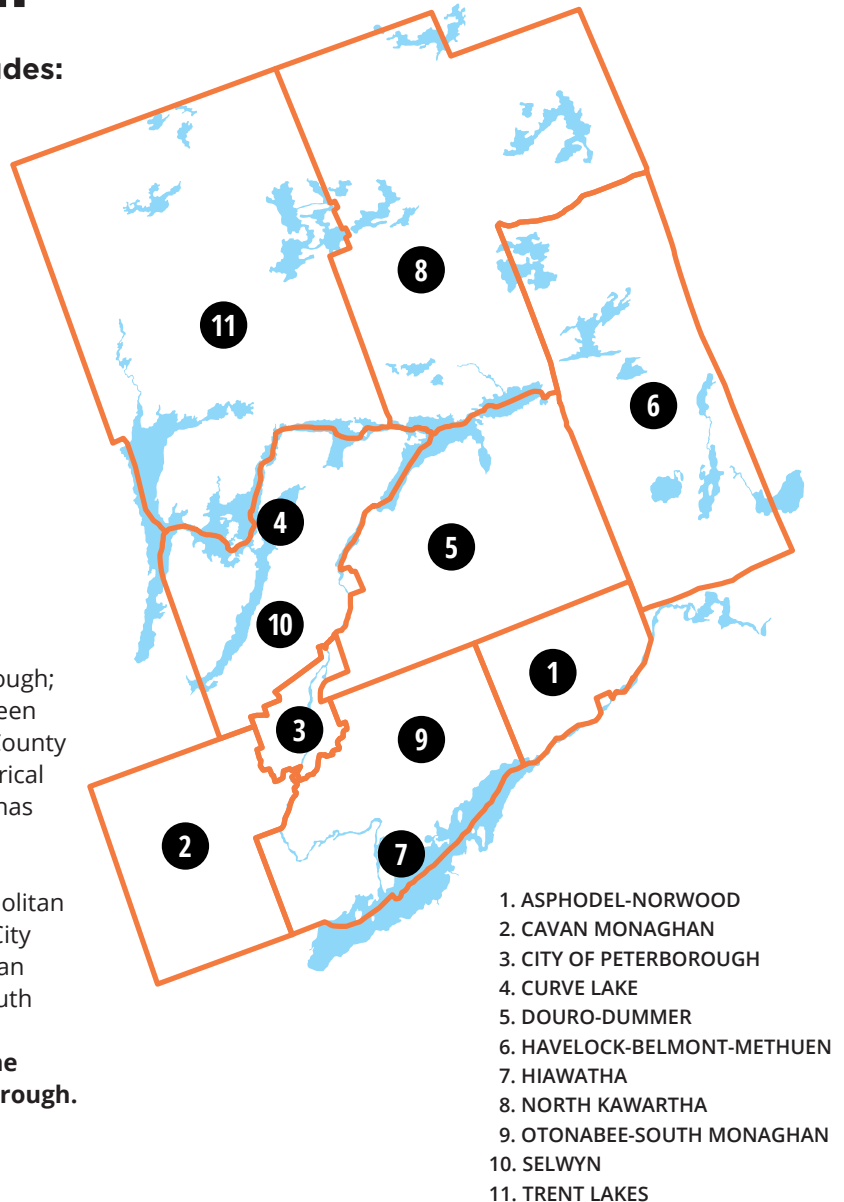 11
8
6
4
5
10
1
3
9
2
7
ough;
een
County
rical
has
olitan
City
an
uth
ne
rough.
1. ASPHODEL-NORWOOD
2. CAVAN MONAGHAN
3. CITY OF PETERBOROUGH
4. CURVE LAKE
5. DOURO-DUMMER
6. HAVELOCK-BELMONT-METHUEN
7. HIAWATHA
8. NORTH KAWARTHA
9. OTONABEE-SOUTH MONAGHAN
10. SELWYN
11. TRENT LAKES